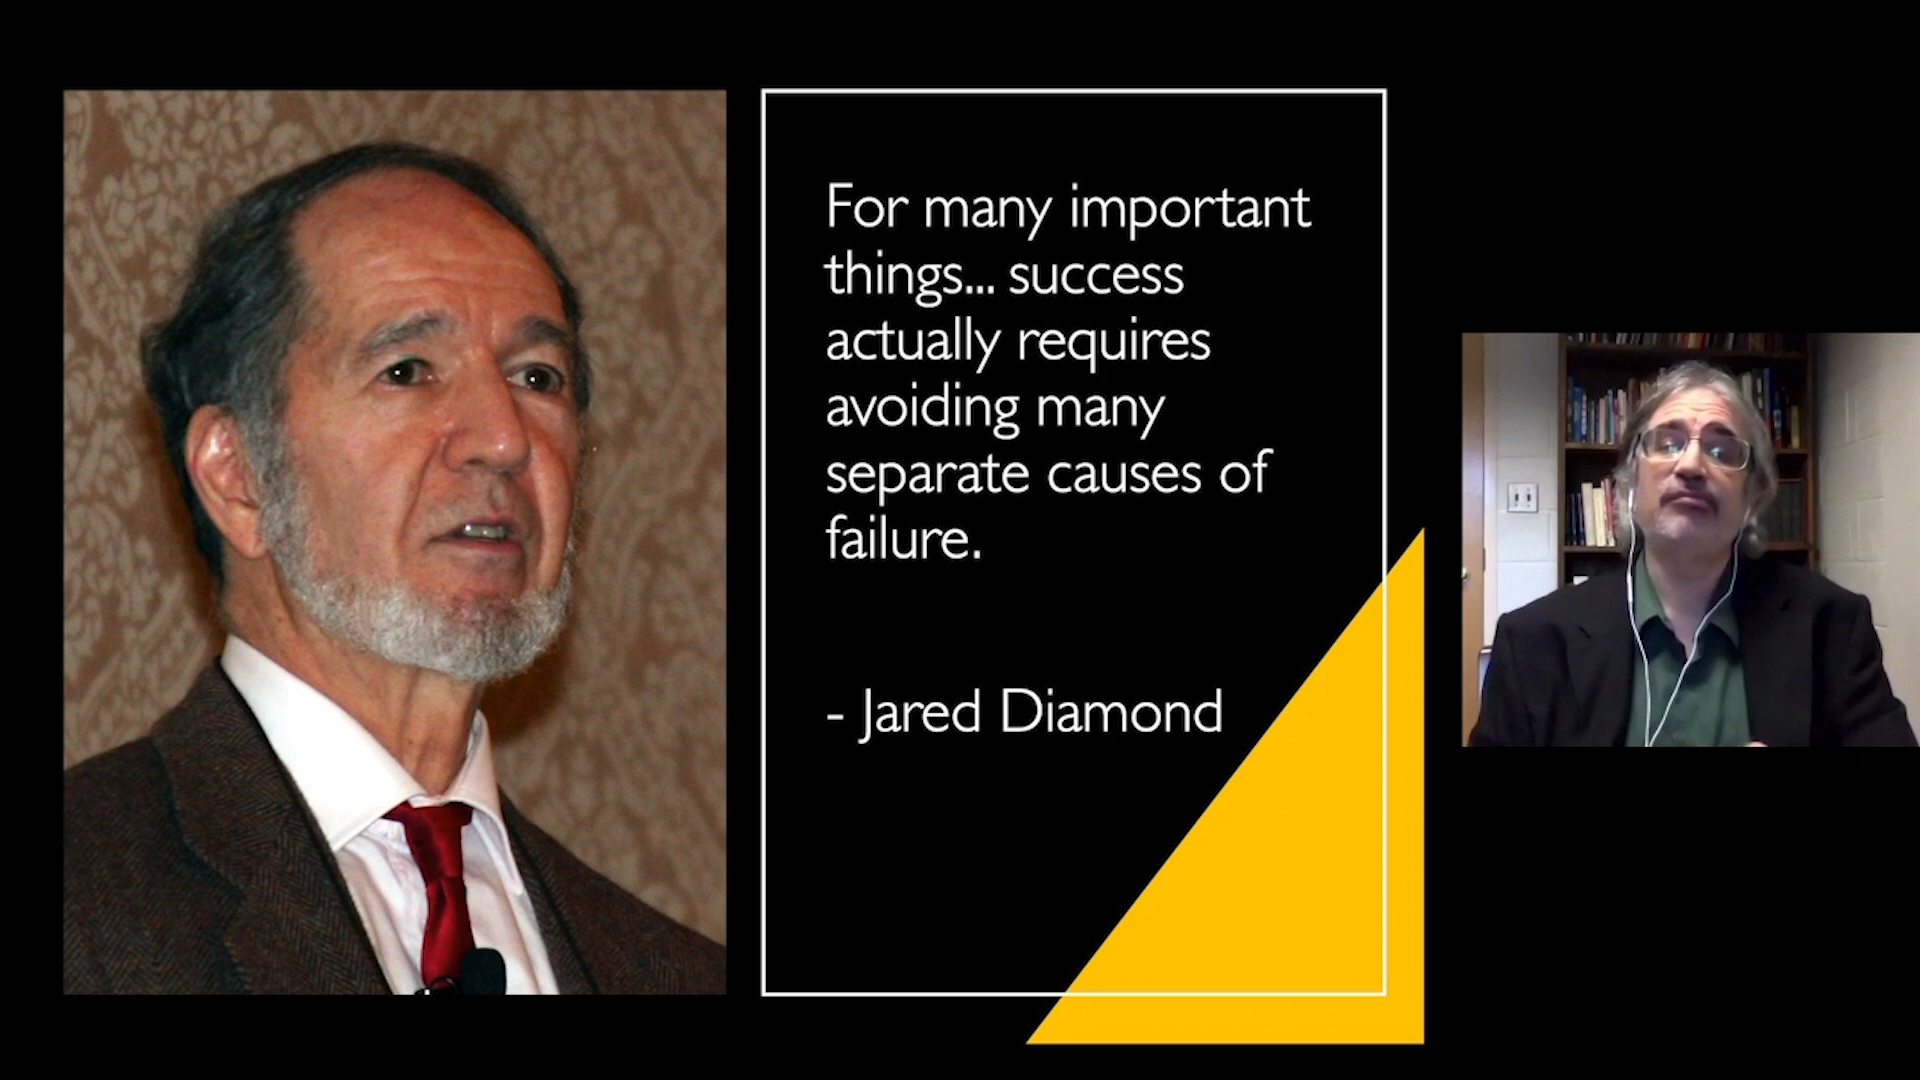 For many important
things... success
actually requires
avoiding many
separate causes of
failure.
- Jared Diamond